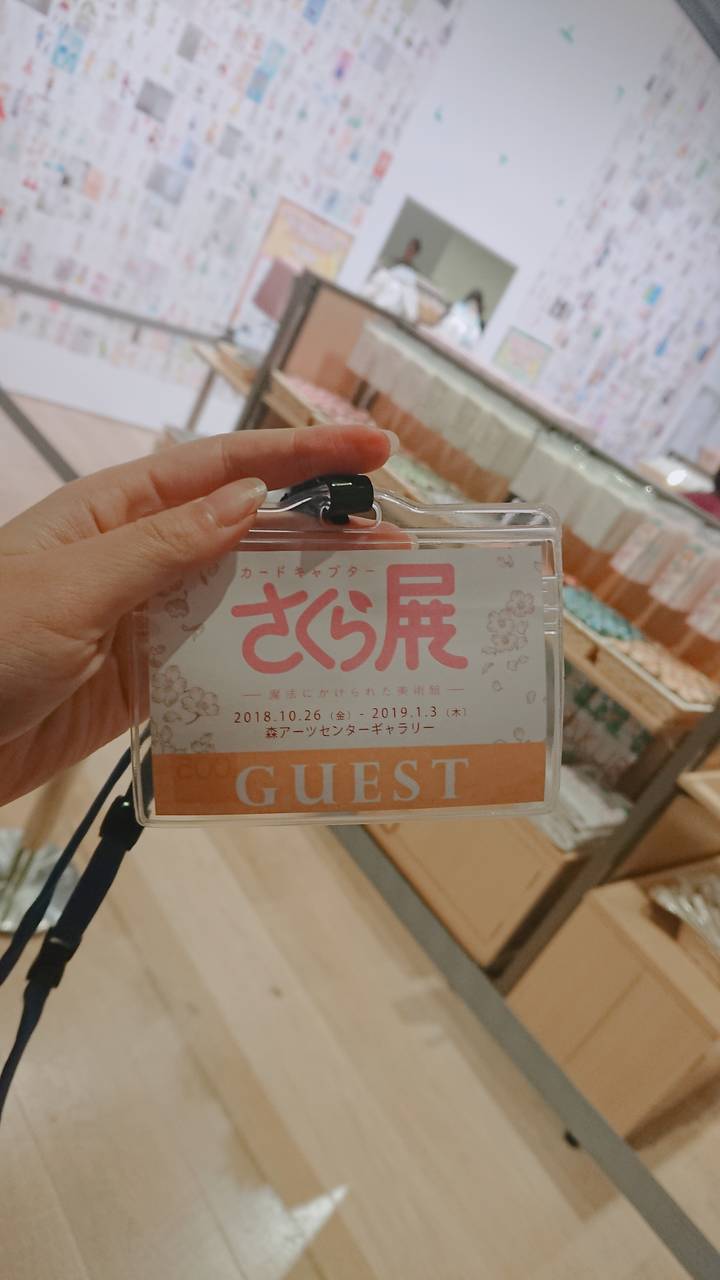 カードキャプター
さくら展
— 魔法にかけられた美術館 —
2018.10.26（金）- 2019.1.3（木）
森アーツセンターギャラリー
GUEST